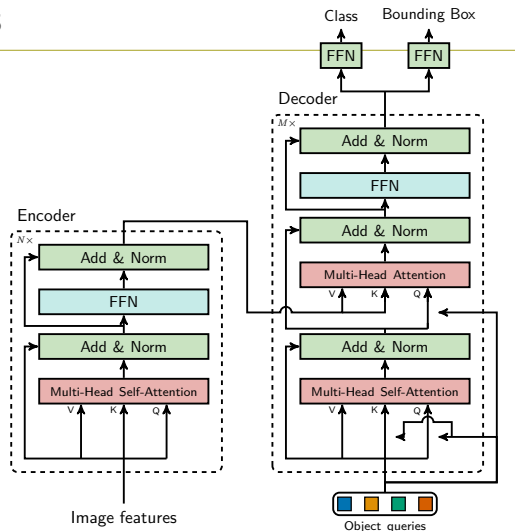 Class
Bounding Box
FFN
FFN
Decoder
M×
Add & Norm
FFN
Add & Norm
Multi-Head Attention
V K Q
Add & Norm
Multi-Head Self-Attention
V K Q
Object queries
Encoder
N×
Add & Norm
FFN
Add & Norm
Multi-Head Self-Attention
V K Q
Image features